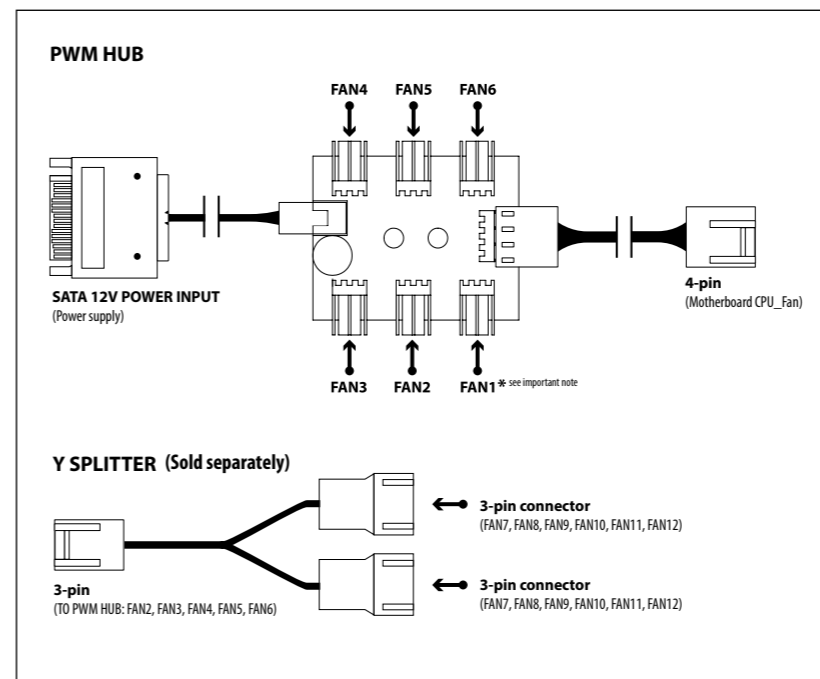 PWM HUB
FAN4 FAN5 FAN6
SATA 12V POWER INPUT
(Power supply)
4-pin
(Motherboard CPU_Fan)
FAN3 FAN2 FAN1* see important note
Y SPLITTER (Sold separately)
3-pin connector
(FAN7, FAN8, FAN9, FAN10, FAN11, FAN12)
3-pin
(TO PWM HUB: FAN2, FAN3, FAN4, FAN5, FAN6)
3-pin connector
(FAN7, FAN8, FAN9, FAN10, FAN11, FAN12)